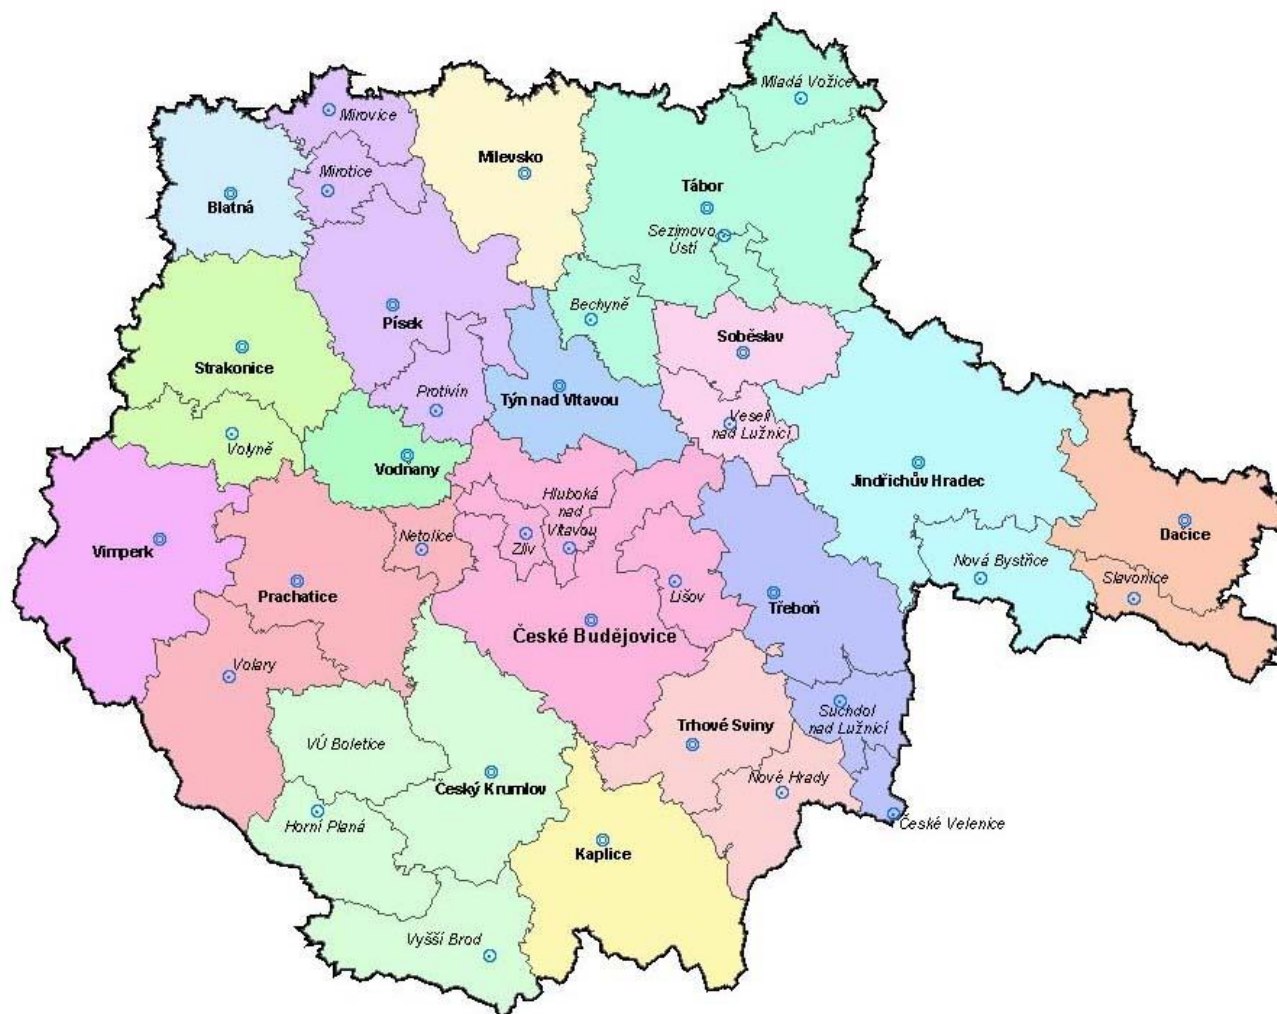 Mladá Vožice
Mirovice
Milevsko
Mirotice
Tábor
Blatná
Sezimovo
Ústí
Bechyně
Písek
Soběslav
Strakonice
Protivín
Týn nad Vltavou
Veselí
nad Lužnicí
Volyně
Vodňany
Jindřichův Hradec
Hluboká
nad
Vltavou
Netolice
Zliv
Dačice
Vimperk
Nová Bystřice
Slavonice
Prachatice
Lišov
Třeboň
České Budějovice
Volary
Suchdol
nad Lužnicí
Trhové Sviny
VÚ Boletice
Nové Hrady
Český Krumlov
Horní Planá
České Velenice
Kaplice
Vyšší Brod